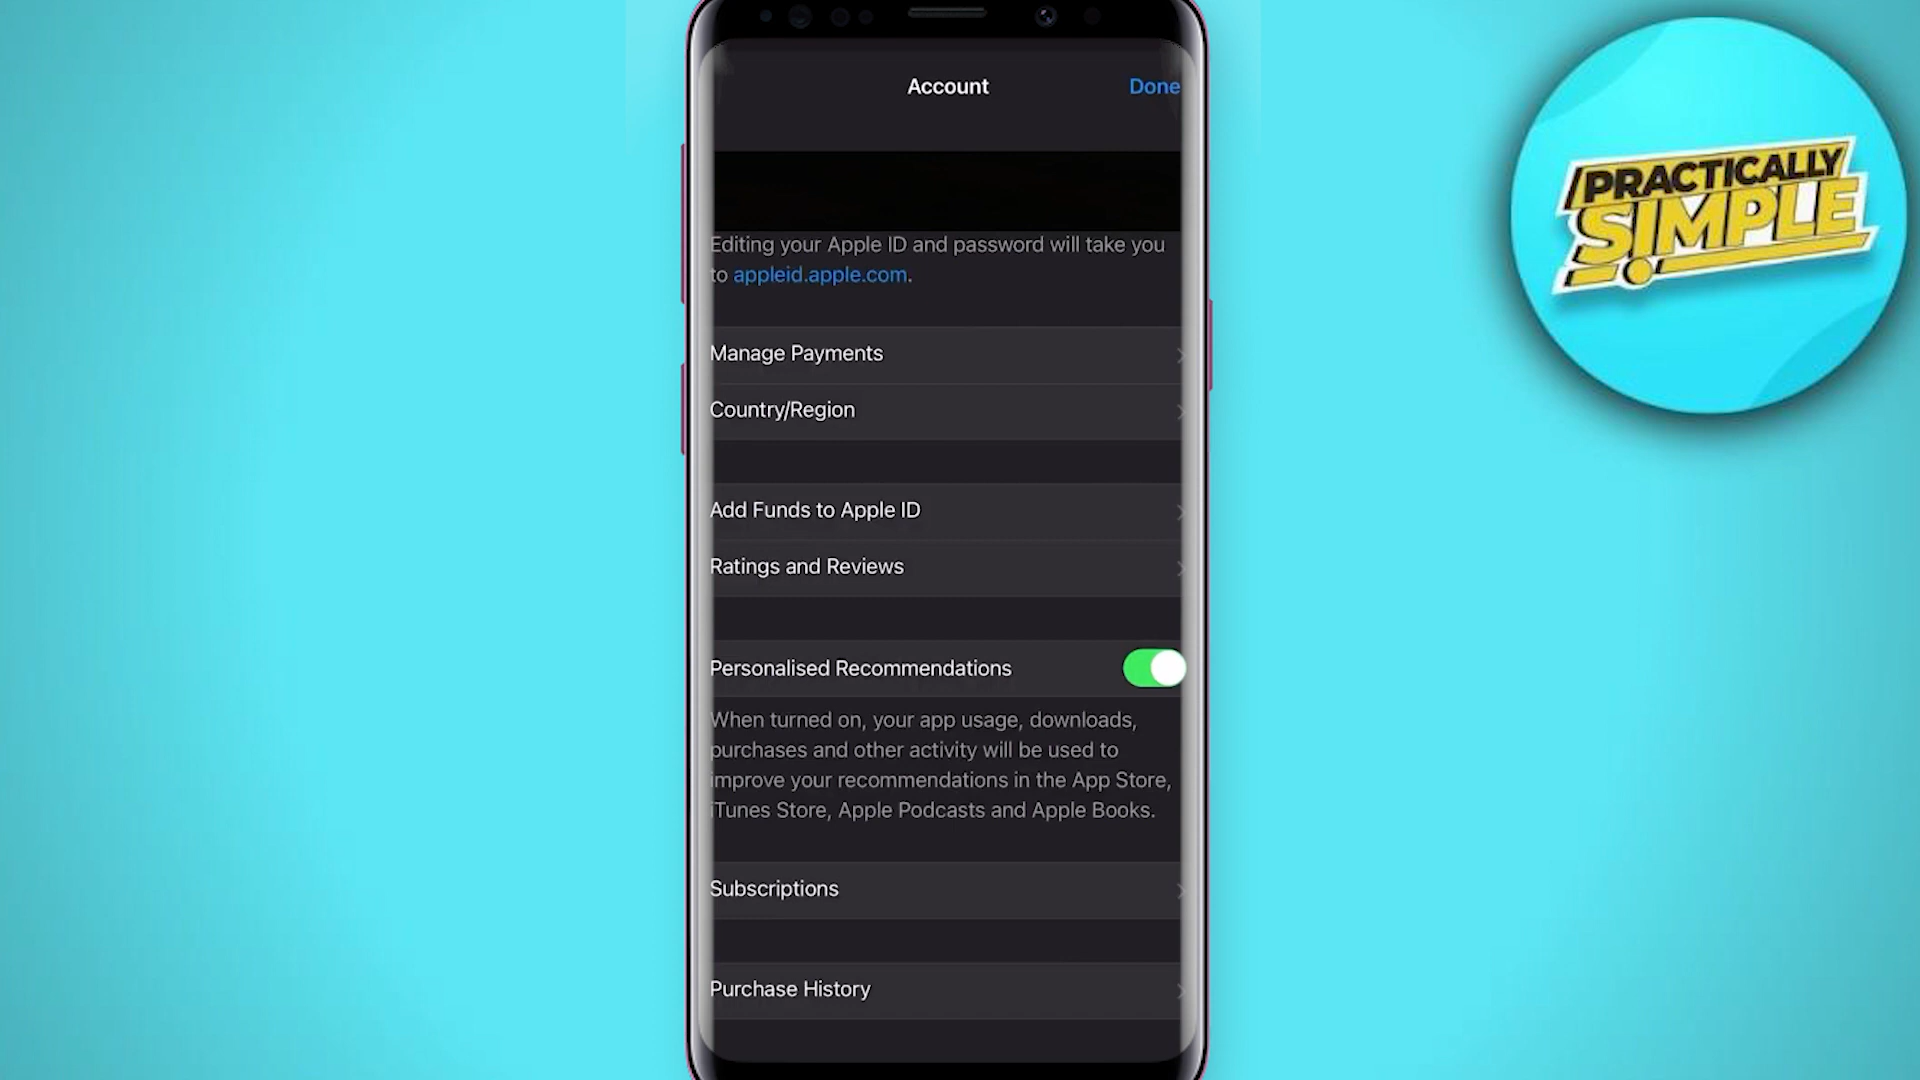 Account
Done
PRACTICALLY
SIMPLE
Editing your Apple ID and password will take you
to appleid.apple.com.
Manage Payments
Country/Region
Add Funds to Apple ID
Ratings and Reviews
Personalised Recommendations
When turned on, your app usage, downloads,
purchases and other activity will be used to
improve your recommendations in the App Store,
iTunes Store, Apple Podcasts and Apple Books.
Subscriptions
Purchase History